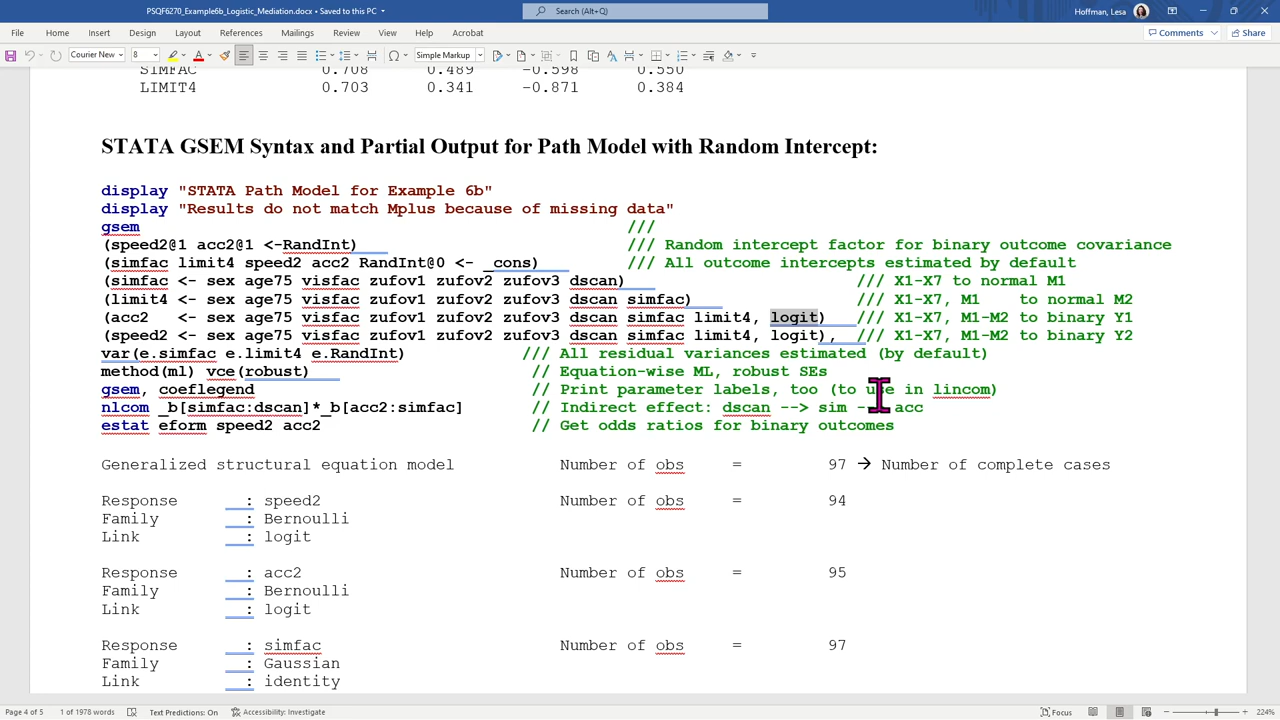 PSQF6270_Example6b_Logistic_Mediation.docx • Saved to this PC
Search (Alt+Q)
Hoffman, Lesa
File Home Insert Design Layout References Mailings Review View Help Acrobat
Comments Share
Courier New 8 Simple Markup
SIMFAC 0.708 0.489 -0.598 0.550
LIMIT4 0.703 0.341 -0.871 0.384
STATA GSEM Syntax and Partial Output for Path Model with Random Intercept:
display "STATA Path Model for Example 6b"
display "Results do not match Mplus because of missing data"
gsem ///
(speed2@1 acc2@1 <-RandInt) /// Random intercept factor for binary outcome covariance
(simfac limit4 speed2 acc2 RandInt@0 <- _cons) /// All outcome intercepts estimated by default
(simfac <- sex age75 visfac zufov1 zufov2 zufov3 dscan) /// X1-X7 to normal M1
(limit4 <- sex age75 visfac zufov1 zufov2 zufov3 dscan simfac) /// X1-X7, M1 to normal M2
(acc2 <- sex age75 visfac zufov1 zufov2 zufov3 dscan simfac limit4, logit) /// X1-X7, M1-M2 to binary Y1
(speed2 <- sex age75 visfac zufov1 zufov2 zufov3 dscan simfac limit4, logit), /// X1-X7, M1-M2 to binary Y2
var(e.simfac e.limit4 e.RandInt) /// All residual variances estimated (by default)
method(ml) vce(robust) // Equation-wise ML, robust SEs
gsem, coeflegend // Print parameter labels, too (to use in lincom)
nlcom _b[simfac:dscan]*_b[acc2:simfac] // Indirect effect: dscan --> sim - acc
estat eform speed2 acc2 // Get odds ratios for binary outcomes
Generalized structural equation model Number of obs = 97 → Number of complete cases
Response : speed2 Number of obs = 94
Family : Bernoulli
Link : logit
Response : acc2 Number of obs = 95
Family : Bernoulli
Link : logit
Response : simfac Number of obs = 97
Family : Gaussian
Link : identity
Page 4 of 5 1 of 1978 words Text Predictions: On Accessibility: Investigate Focus 224%